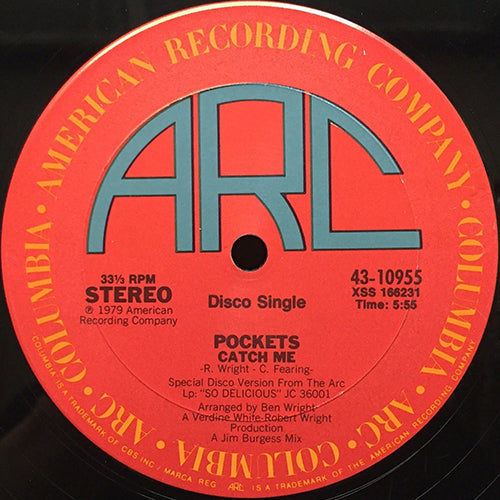 AMERICAN RECORDING COMPANY • COLUMBIA • ARC • COLUMBIA • ARC • COLUMBIA •
ARC
33⅓ RPM
STEREO
℗ 1979 American
Recording Company
Disco Single
43-10955
XSS 166231
Time: 5:55
POCKETS
CATCH ME
-R. Wright - C. Fearing-
Special Disco Version From The Arc
Lp: "SO DELICIOUS" JC 36001
Arranged by Ben Wright
A Verdine White-Robert Wright
Production
A Jim Burgess Mix
COLUMBIA IS A TRADEMARK OF CBS INC / MARCA REG ARC IS A TRADEMARK OF THE AMERICAN RECORDING COMPANY.